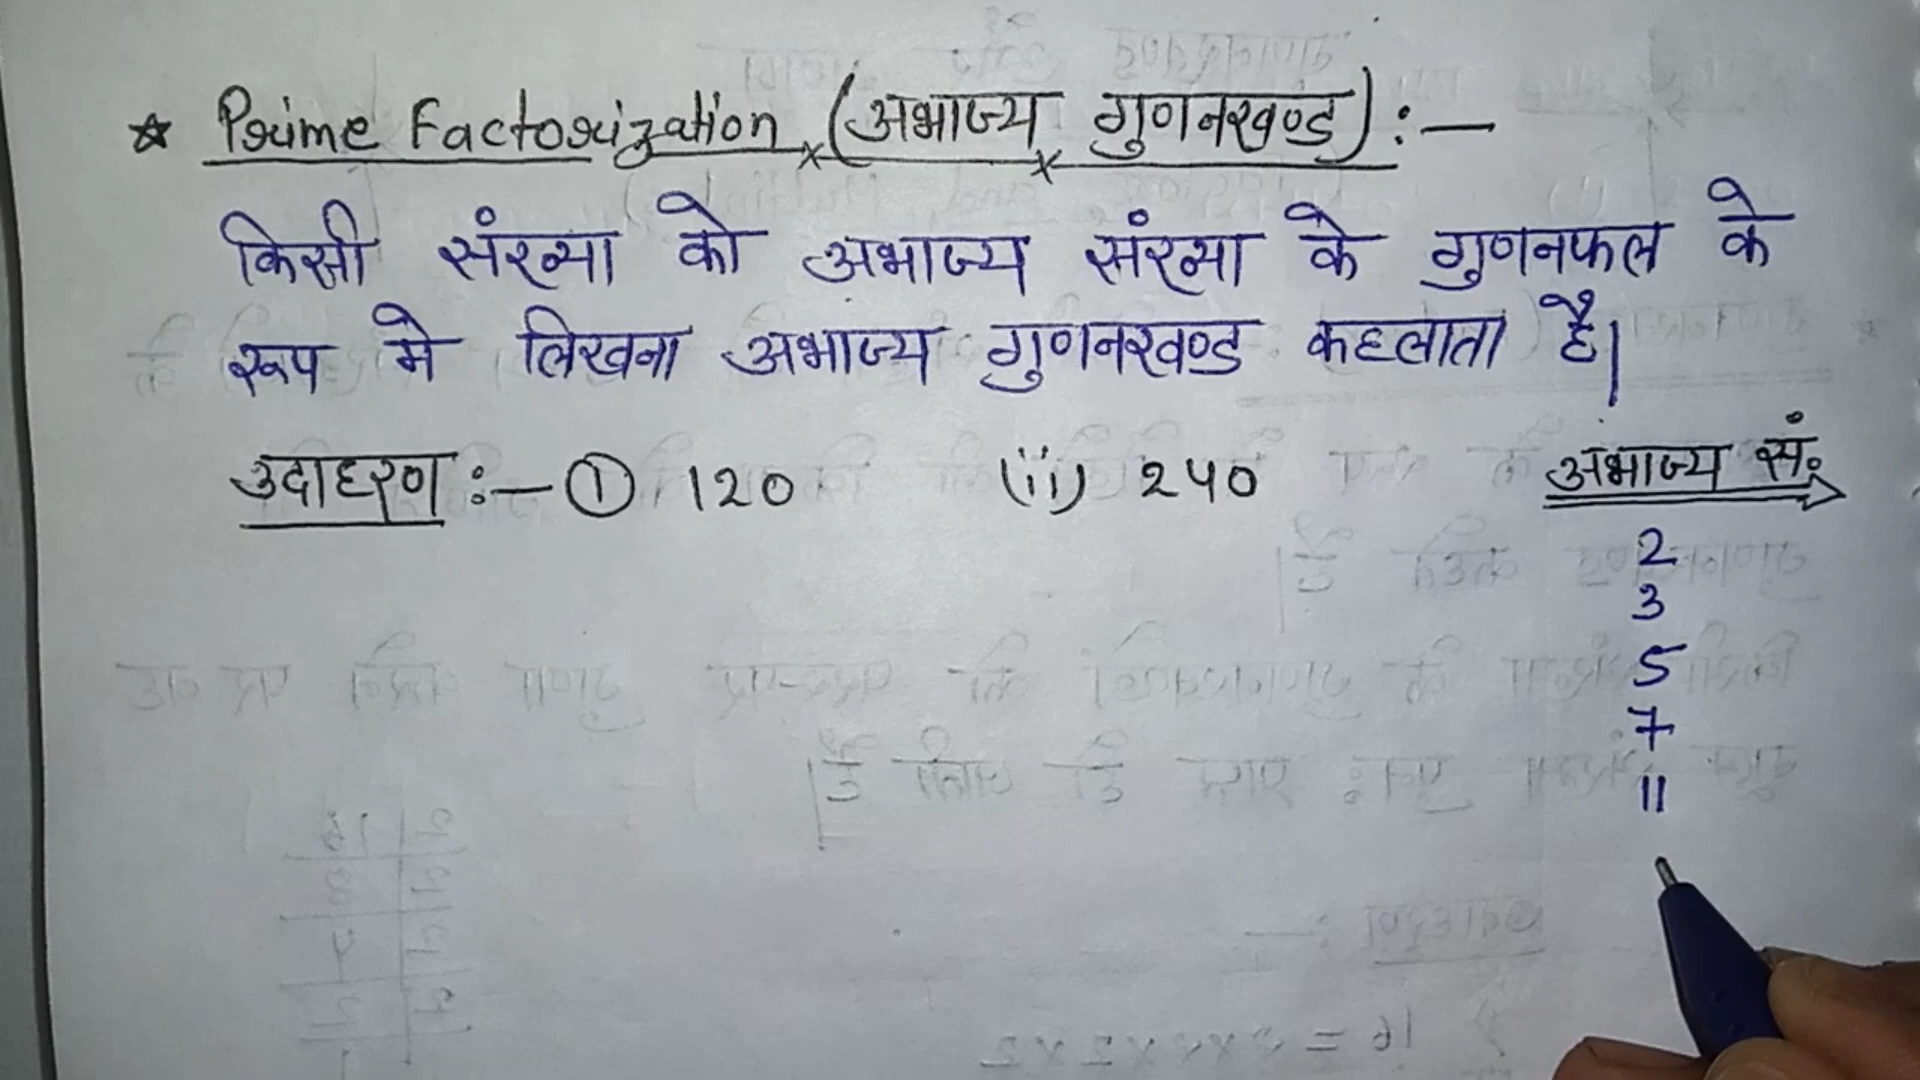 ★ Prime Factorization (अभाज्य गुणनखण्ड) :—
किसी संख्या को अभाज्य संख्या के गुणनफल के
रूप मे लिखना अभाज्य गुणनखण्ड कहलाता है।
उदाहरण :— ① 120 (ii) 240
अभाज्य सं०
2
3
5
7
11